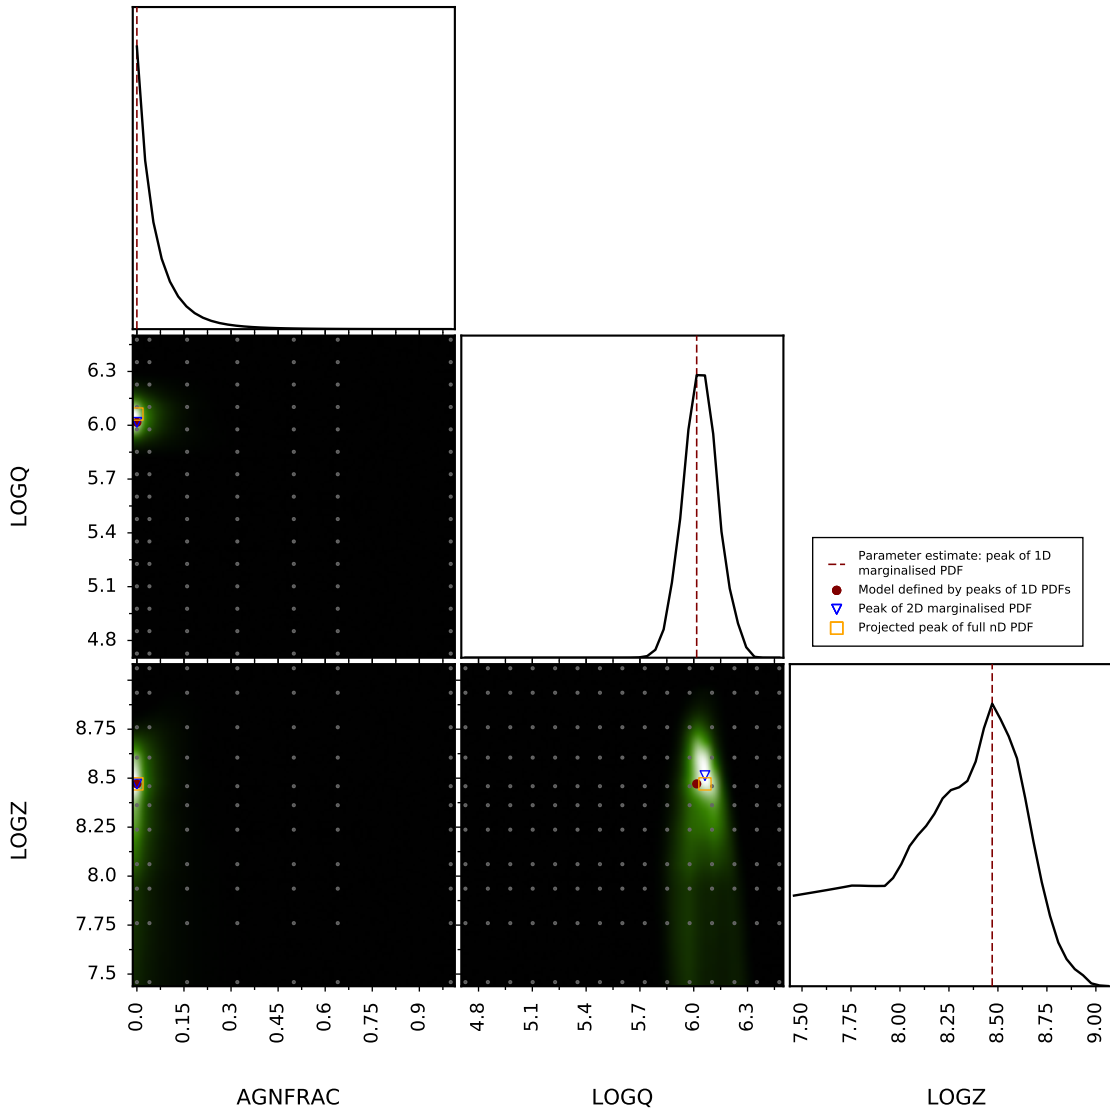 6.3
6.0
5.7
5.4
5.1
4.8
LOGQ
Parameter estimate: peak of 1D
marginalised PDF
Model defined by peaks of 1D PDFs
Peak of 2D marginalised PDF
Projected peak of full nD PDF
8.75
8.5
8.25
8.0
7.75
7.5
LOGZ
0.0 0.15 0.3 0.45 0.6 0.75 0.9
4.8 5.1 5.4 5.7 6.0 6.3
7.50 7.75 8.00 8.25 8.50 8.75 9.00
AGNFRAC
LOGQ
LOGZ